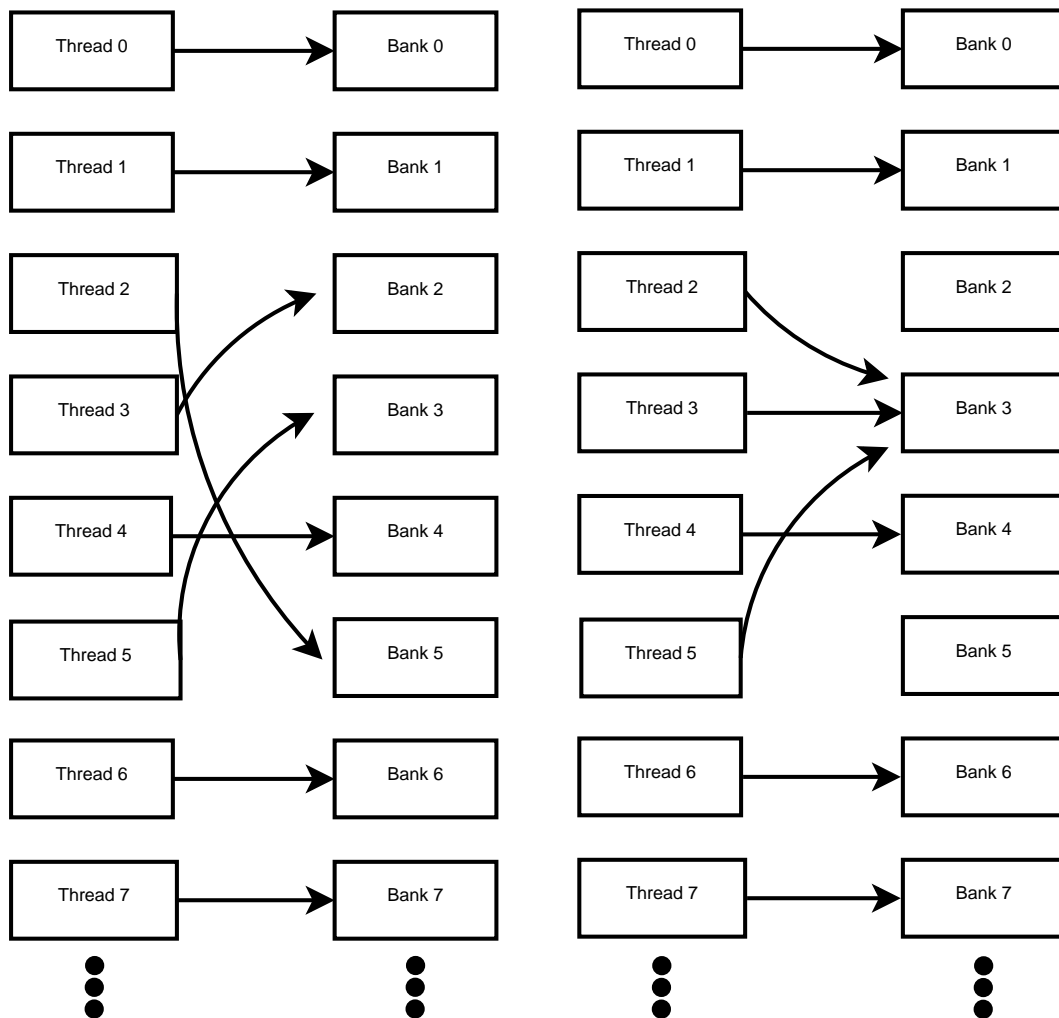 Thread 0 Bank 0 Thread 0 Bank 0
Thread 1 Bank 1 Thread 1 Bank 1
Thread 2 Bank 2 Thread 2 Bank 2
Thread 3 Bank 3 Thread 3 Bank 3
Thread 4 Bank 4 Thread 4 Bank 4
Thread 5 Bank 5 Thread 5 Bank 5
Thread 6 Bank 6 Thread 6 Bank 6
Thread 7 Bank 7 Thread 7 Bank 7